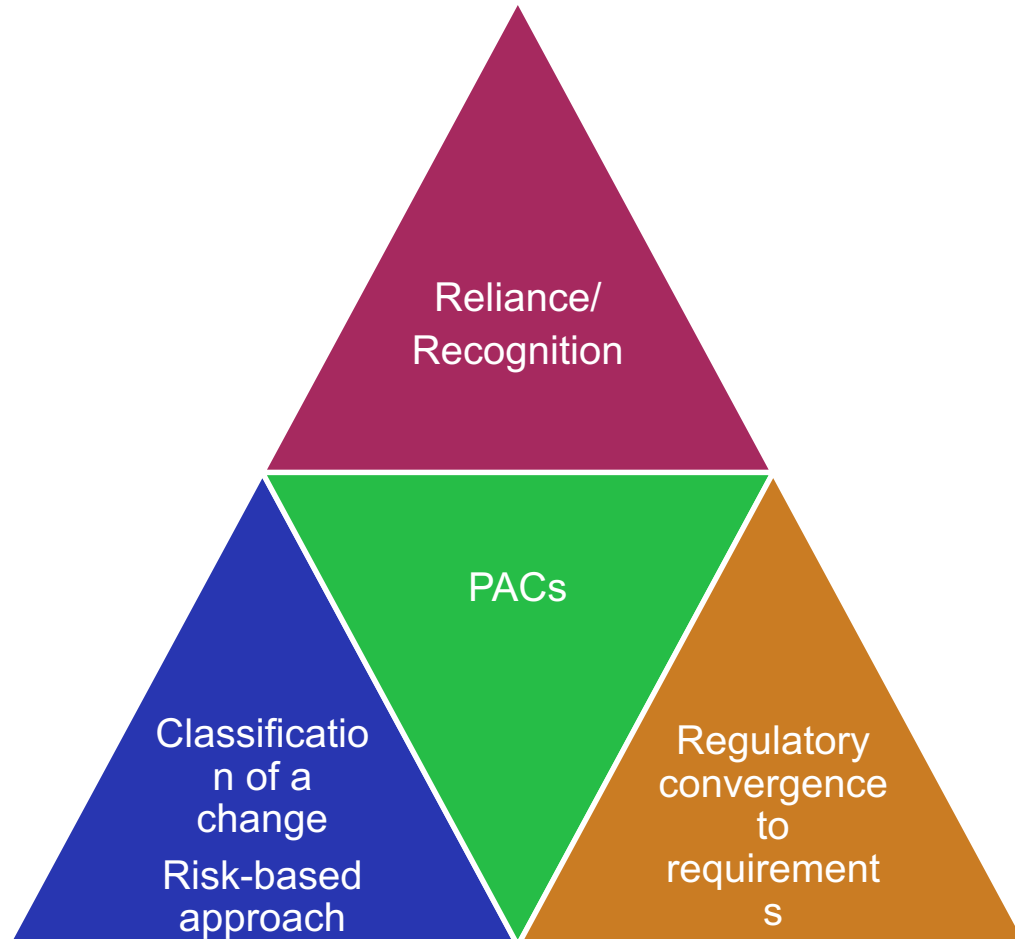 Reliance/
Recognition
PACs
Classificatio
n of a
change
Risk-based
approach
Regulatory
convergence
to
requirement
s